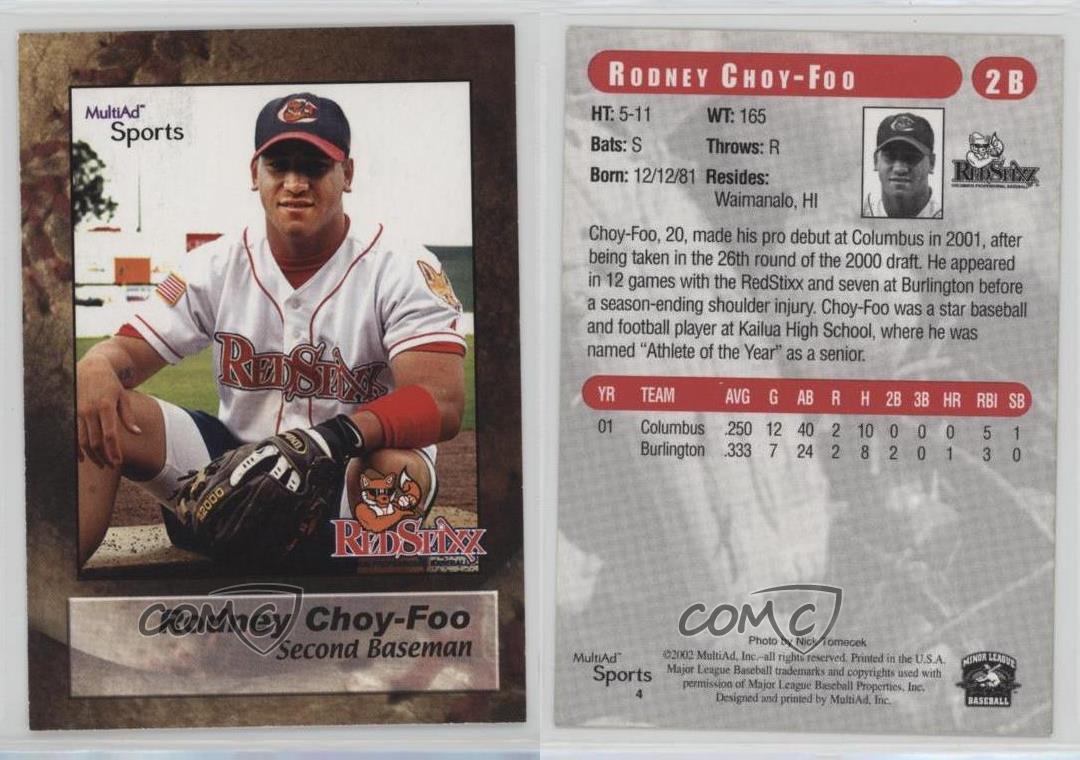 MultiAd™
Sports
REDSTIXX
2000
REDSTIXX
BASEBALL
Rodney Choy-Foo
Second Baseman
COMC
RODNEY CHOY-FOO
2B
HT: 5-11 WT: 165
Bats: S Throws: R
Born: 12/12/81 Resides:
Waimanalo, HI
REDSTIXX
COLUMBUS PROFESSIONAL BASEBALL
Choy-Foo, 20, made his pro debut at Columbus in 2001, after
being taken in the 26th round of the 2000 draft. He appeared
in 12 games with the RedStixx and seven at Burlington before
a season-ending shoulder injury. Choy-Foo was a star baseball
and football player at Kailua High School, where he was
named “Athlete of the Year” as a senior.
YR TEAM AVG G AB R H 2B 3B HR RBI SB
01 Columbus .250 12 40 2 10 0 0 0 5 1
Burlington .333 7 24 2 8 2 0 1 3 0
COMC
Photo by Nick Tomecek
MultiAd™
Sports
4
©2002 MultiAd, Inc.–all rights reserved. Printed in the U.S.A.
Major League Baseball trademarks and copyrights used with
permission of Major League Baseball Properties, Inc.
Designed and printed by MultiAd, Inc.
MINOR LEAGUE
BASEBALL